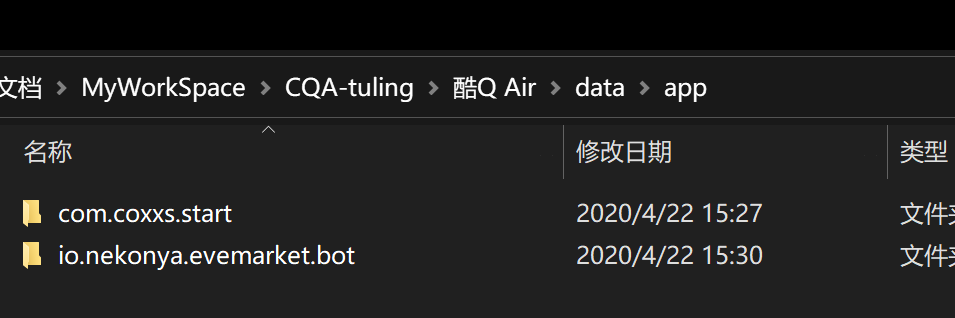 文档 > MyWorkSpace > CQA-tuling > 酷Q Air > data > app
名称 修改日期 类型
com.coxxs.start 2020/4/22 15:27 文件
io.nekonya.evemarket.bot 2020/4/22 15:30 文件